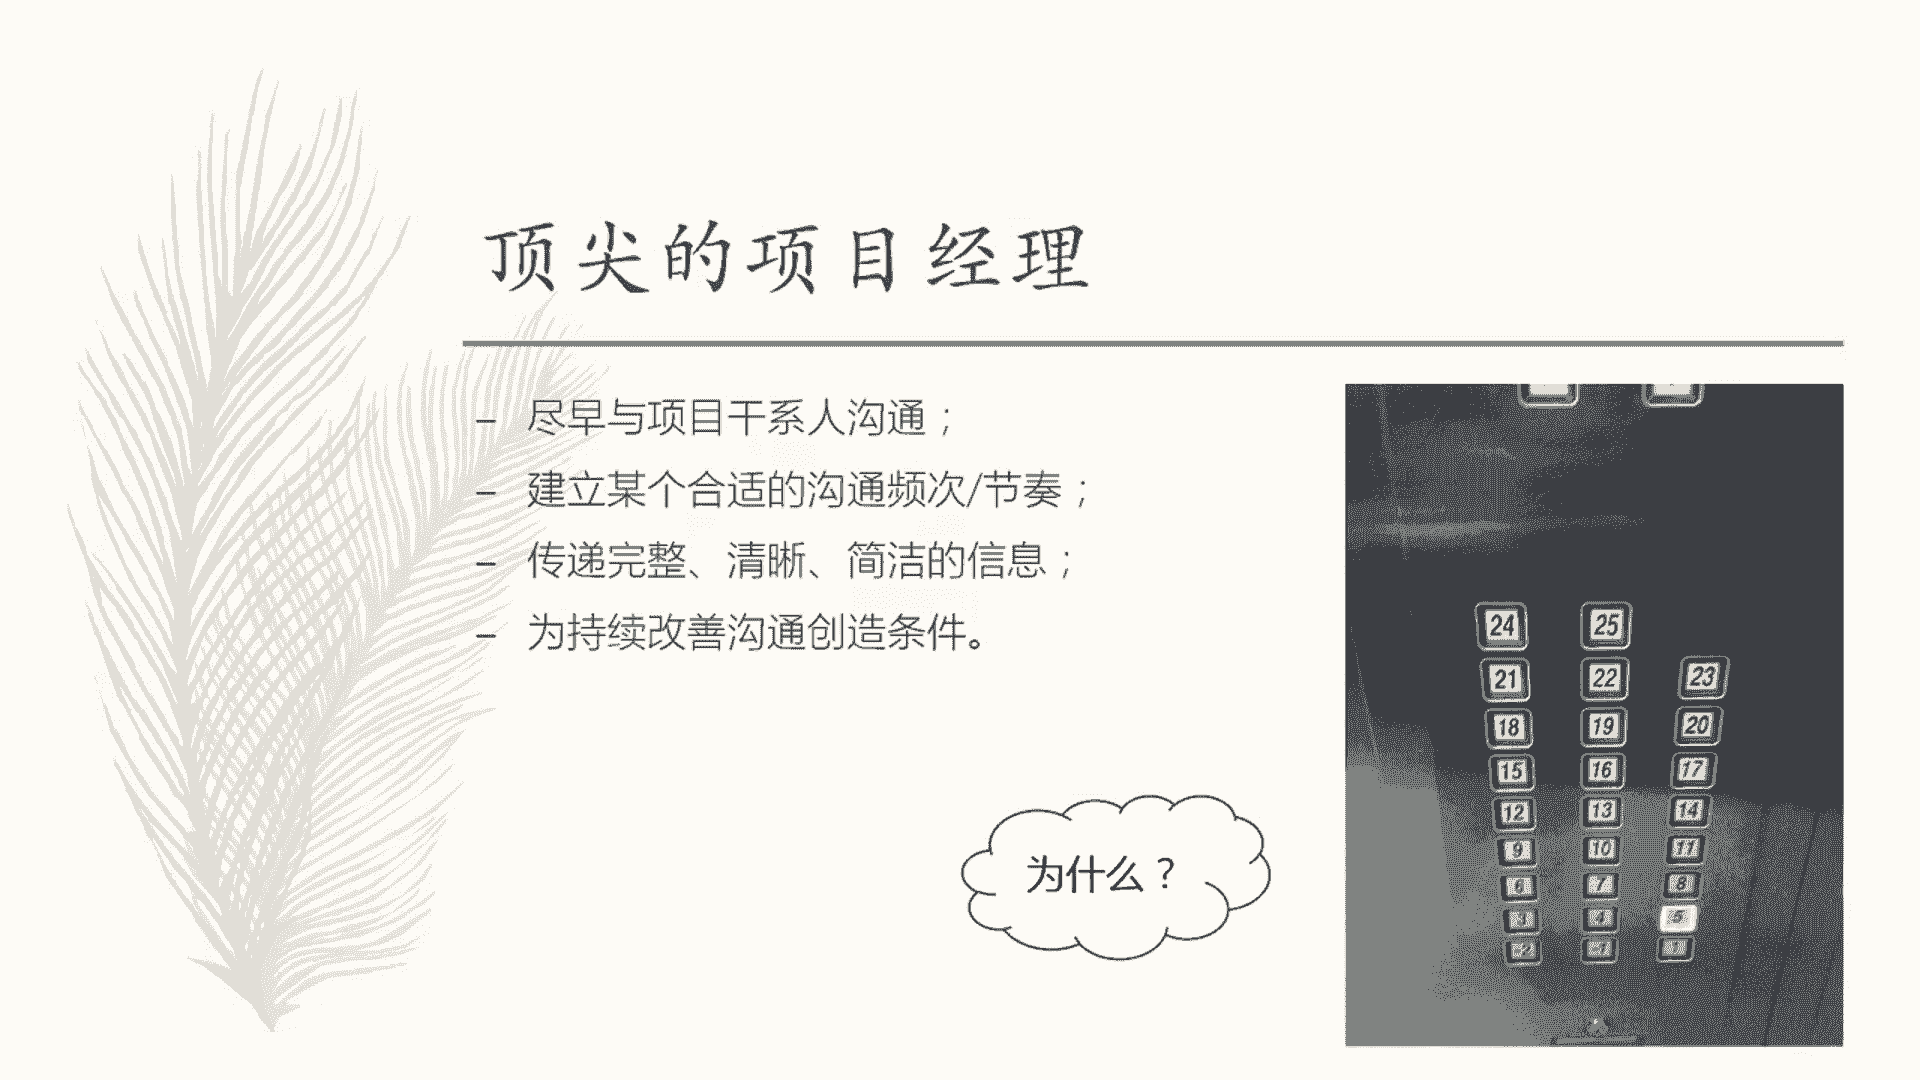 顶尖的项目经理
– 尽早与项目干系人沟通；
– 建立某个合适的沟通频次/节奏；
– 传递完整、清晰、简洁的信息；
– 为持续改善沟通创造条件。
为什么？
24 25
21 22 23
18 19 20
15 16 17
12 13 14
9 10 11
6 7 8
3 4 5
1